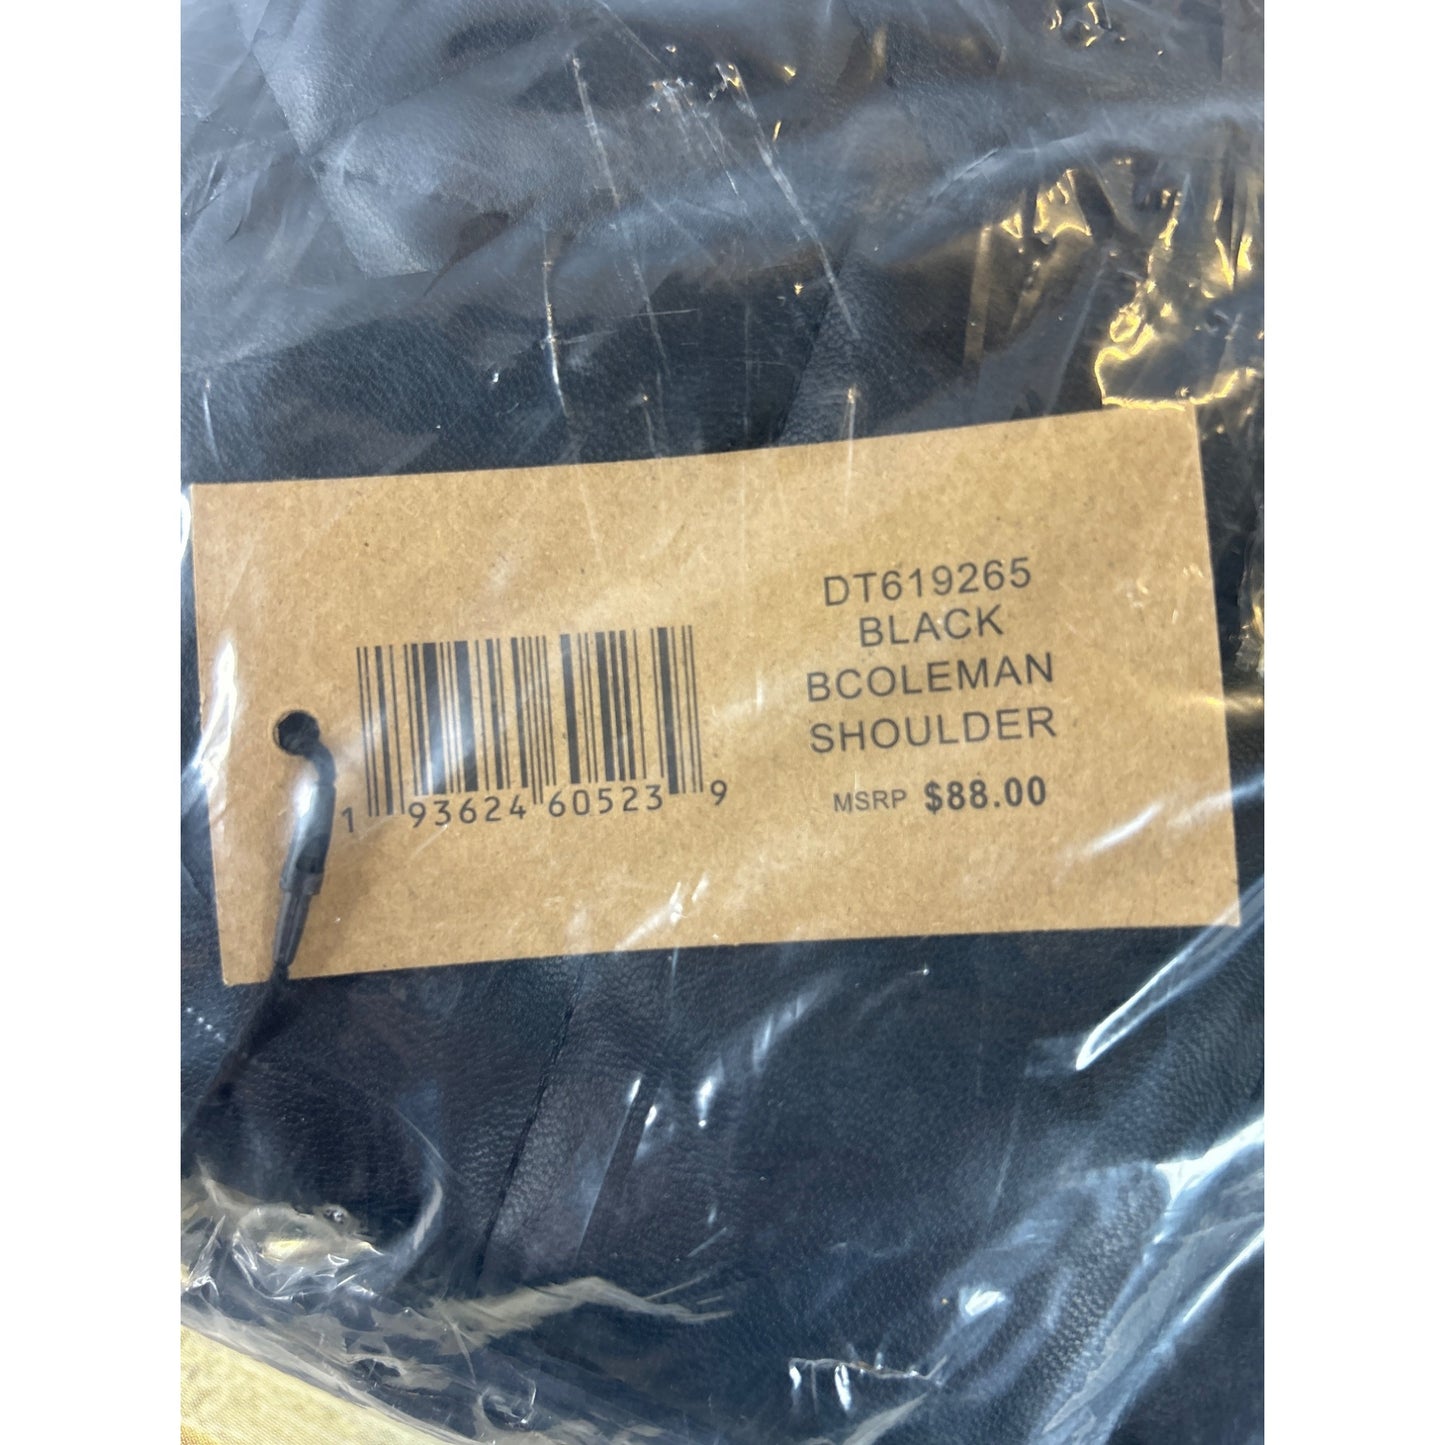 DT619265
BLACK
BCOLEMAN
SHOULDER
MSRP $88.00
1 93624 60523 9